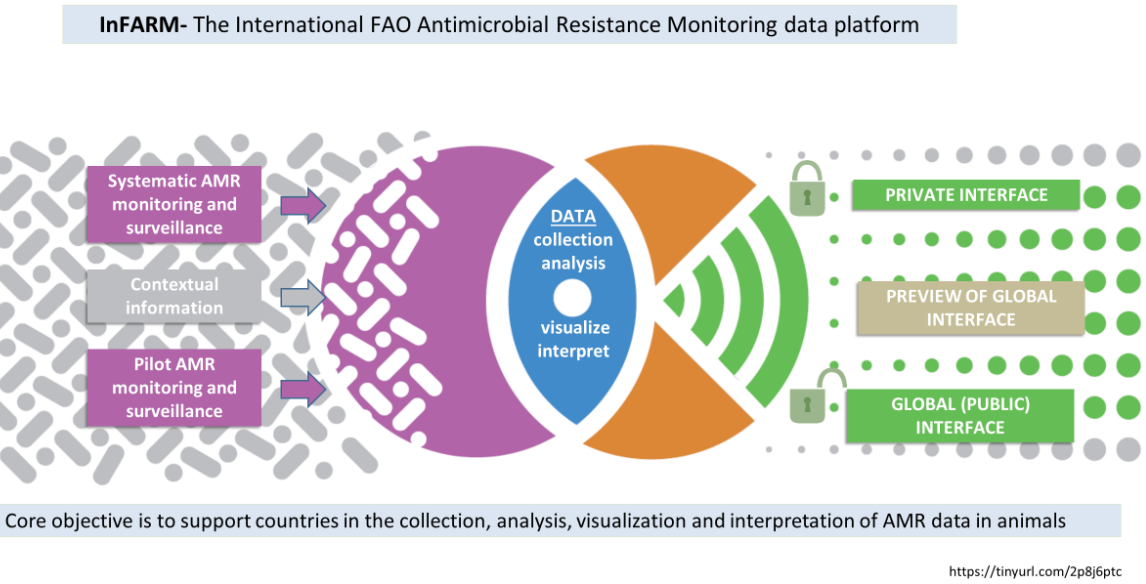 InFARM- The International FAO Antimicrobial Resistance Monitoring data platform
Systematic AMR
monitoring and
surveillance
Contextual
information
Pilot AMR
monitoring and
surveillance
DATA
collection
analysis
visualize
interpret
PRIVATE INTERFACE
PREVIEW OF GLOBAL
INTERFACE
GLOBAL (PUBLIC)
INTERFACE
Core objective is to support countries in the collection, analysis, visualization and interpretation of AMR data in animals
https://tinyurl.com/2p8j6ptc